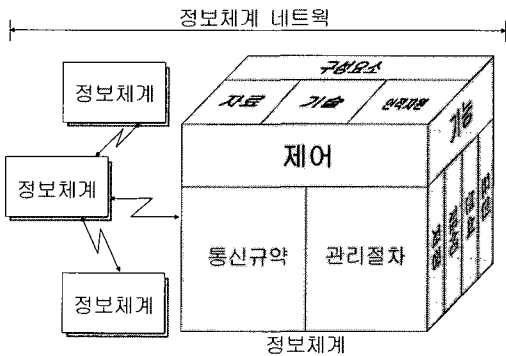 정보체계 네트웍
정보체계
구성요소
자료 기술 인적자원
기능
제어
정보체계
통신규약 관리절차
정보체계
정보체계